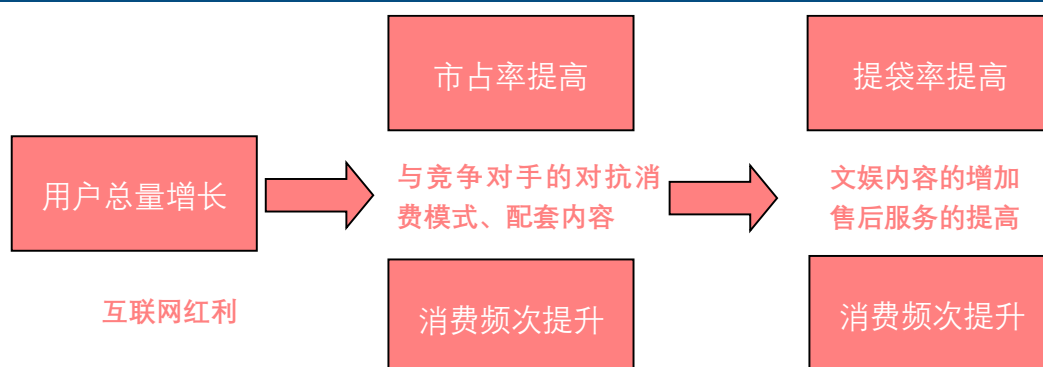 市占率提高
提袋率提高
用户总量增长
与竞争对手的对抗消
费模式、配套内容
文娱内容的增加
售后服务的提高
互联网红利
消费频次提升
消费频次提升